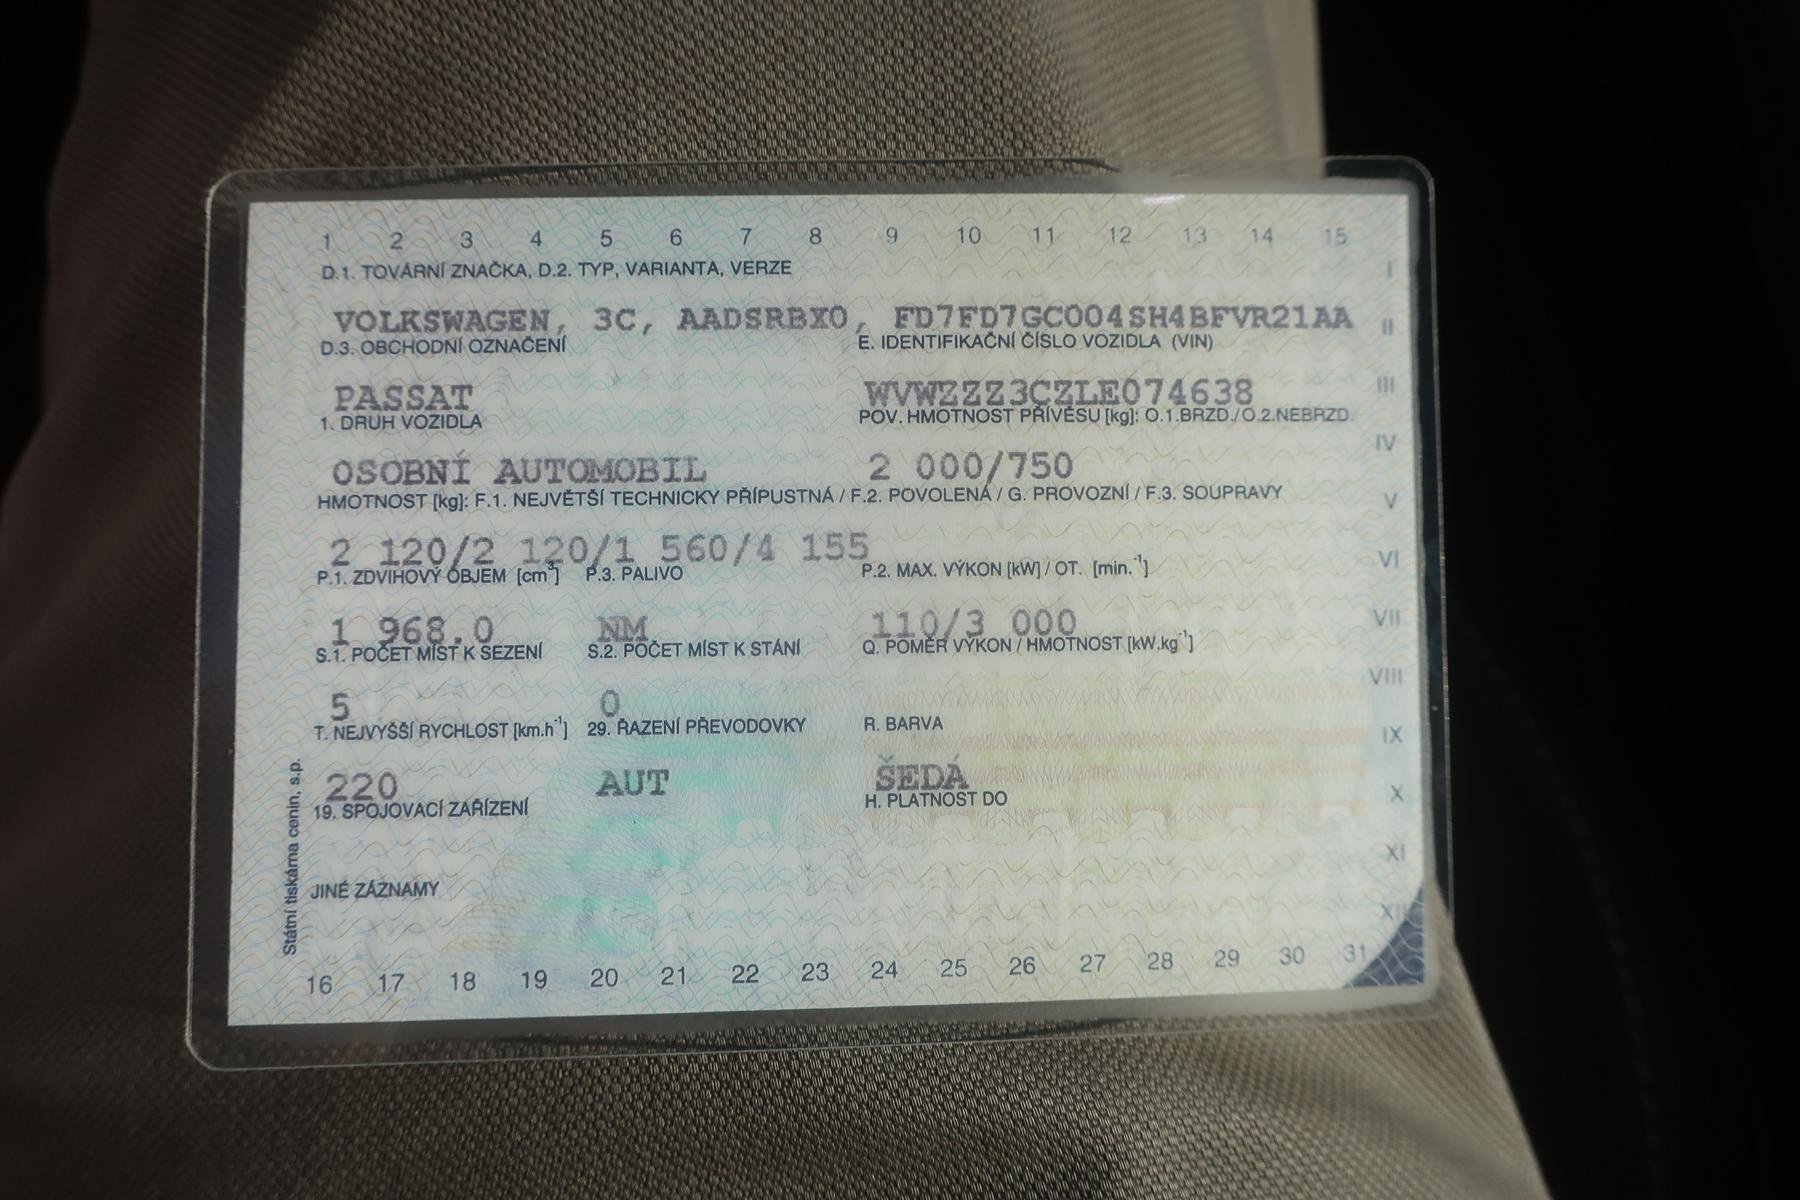 1 2 3 4 5 6 7 8 9 10 11 12 13 14 15
D.1. TOVÁRNÍ ZNAČKA, D.2. TYP, VARIANTA, VERZE
I
VOLKSWAGEN, 3C, AADSRBX0, FD7FD7GC004SH4BFVR21AA
II
D.3. OBCHODNÍ OZNAČENÍ E. IDENTIFIKAČNÍ ČÍSLO VOZIDLA (VIN)
PASSAT WVWZZZ3CZLE074638
III
1. DRUH VOZIDLA POV. HMOTNOST PŘÍVĚSU [kg]: O.1.BRZD./O.2.NEBRZD.
IV
OSOBNÍ AUTOMOBIL 2 000/750
HMOTNOST [kg]: F.1. NEJVĚTŠÍ TECHNICKY PŘÍPUSTNÁ / F.2. POVOLENÁ / G. PROVOZNÍ / F.3. SOUPRAVY
V
2 120/2 120/1 560/4 155
VI
P.1. ZDVIHOVÝ OBJEM [cm³] P.3. PALIVO P.2. MAX. VÝKON [kW] / OT. [min.⁻¹]
1 968.0 NM 110/3 000
VII
S.1. POČET MÍST K SEZENÍ S.2. POČET MÍST K STÁNÍ Q. POMĚR VÝKON / HMOTNOST [kW.kg⁻¹]
VIII
5 0
T. NEJVYŠŠÍ RYCHLOST [km.h⁻¹] 29. ŘAZENÍ PŘEVODOVKY R. BARVA
IX
220 AUT ŠEDÁ
X
19. SPOJOVACÍ ZAŘÍZENÍ H. PLATNOST DO
XI
JINÉ ZÁZNAMY
XII
Státní tiskárna cenin, s.p.
16 17 18 19 20 21 22 23 24 25 26 27 28 29 30 31